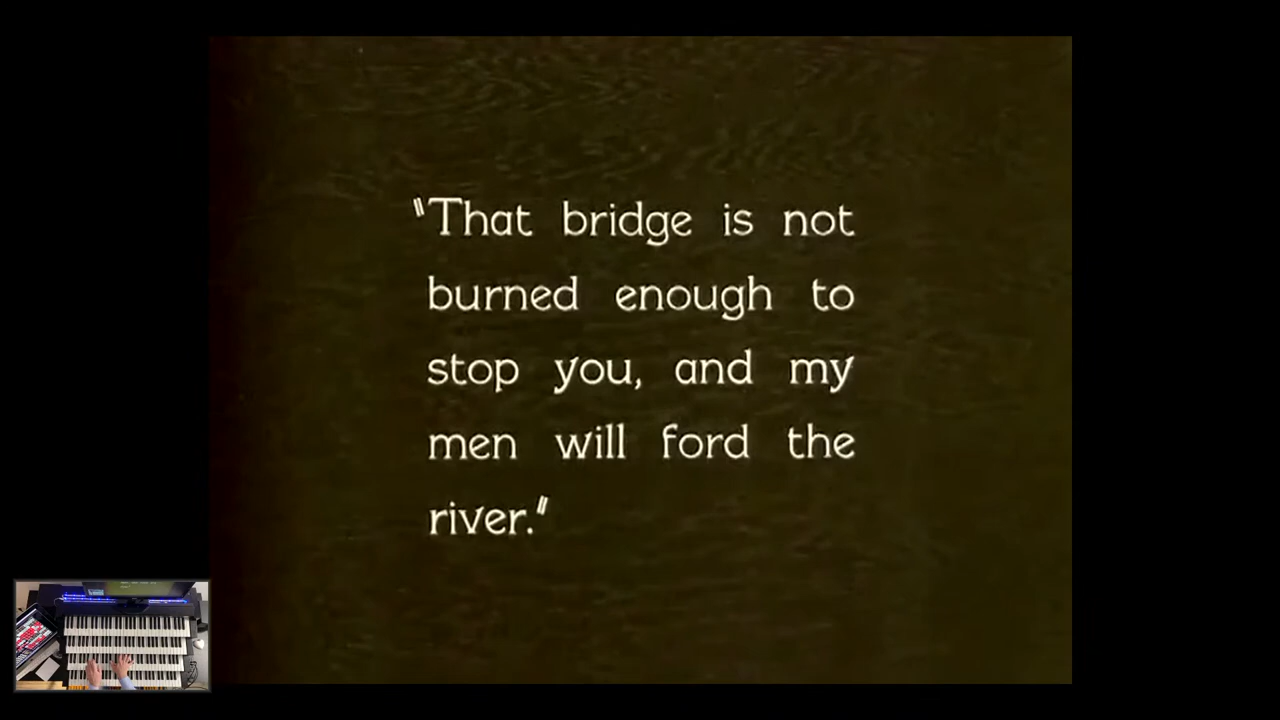 "That bridge is not
burned enough to
stop you, and my
men will ford the
river."